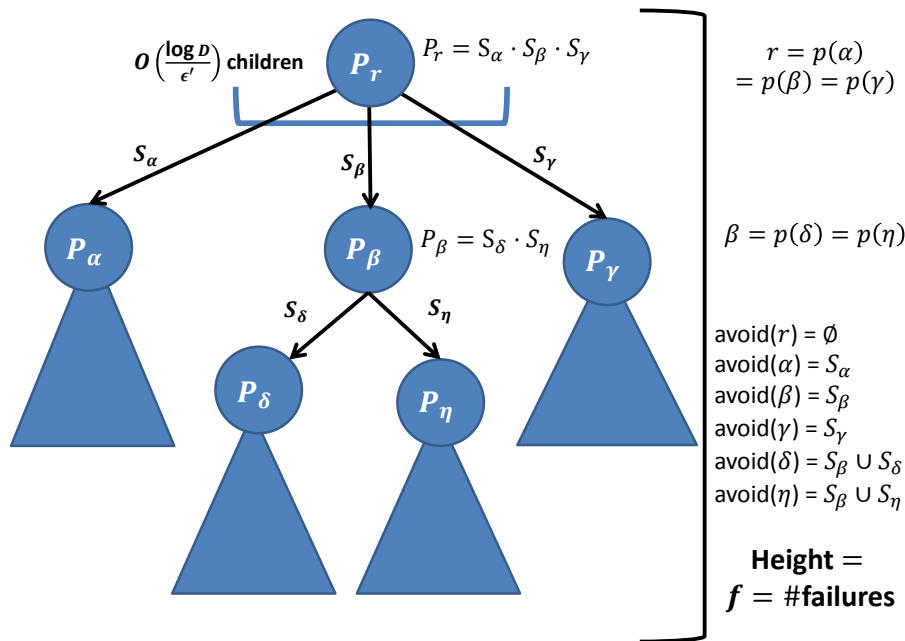 O(log D / ϵ′) children
P_r
P_r = S_α · S_β · S_γ
r = p(α)
= p(β) = p(γ)
S_α
S_β
S_γ
P_α
P_β
P_β = S_δ · S_η
P_γ
β = p(δ) = p(η)
S_δ
S_η
P_δ
P_η
avoid(r) = ∅
avoid(α) = S_α
avoid(β) = S_β
avoid(γ) = S_γ
avoid(δ) = S_β ∪ S_δ
avoid(η) = S_β ∪ S_η
Height =
f = #failures